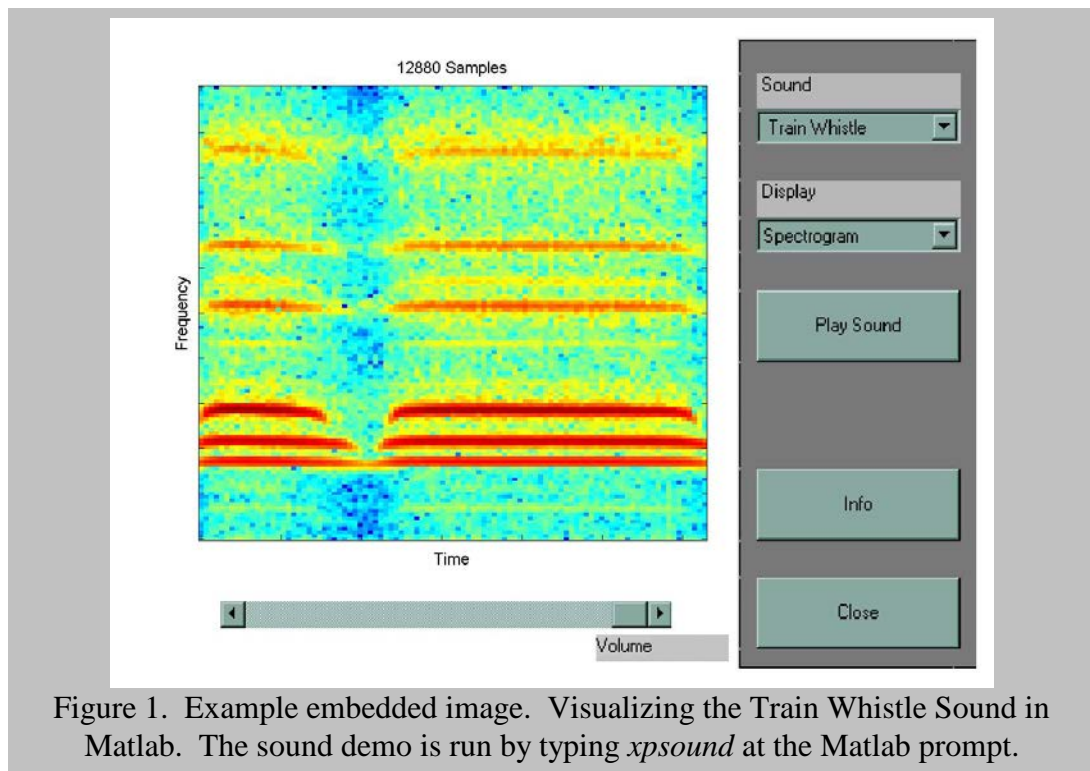 12880 Samples
Frequency
Time
Volume
Sound
Train Whistle
Display
Spectrogram
Play Sound
Info
Close
Figure 1. Example embedded image. Visualizing the Train Whistle Sound in
Matlab. The sound demo is run by typing xpsound at the Matlab prompt.